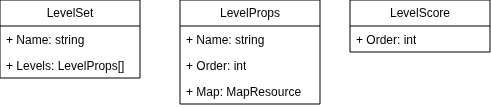 LevelSet
+ Name: string
+ Levels: LevelProps[]
LevelProps
+ Name: string
+ Order: int
+ Map: MapResource
LevelScore
+ Order: int